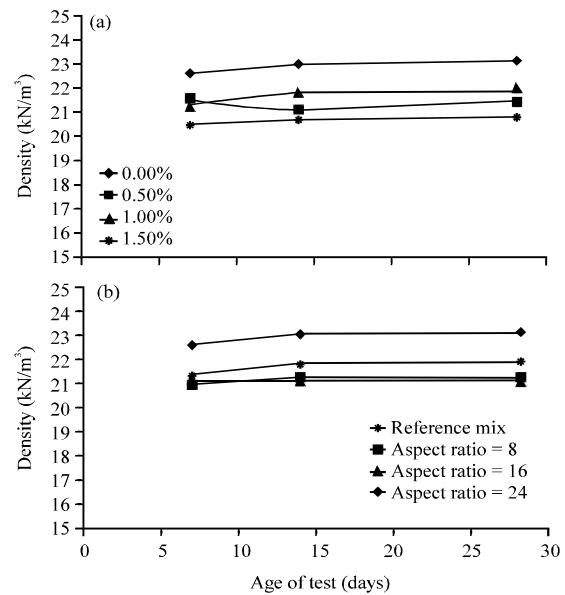 (a)
25
24
23
22
21
20
19
18
17
16
15
Density (kN/m³)
0.00%
0.50%
1.00%
1.50%
(b)
25
24
23
22
21
20
19
18
17
16
15
Density (kN/m³)
Reference mix
Aspect ratio = 8
Aspect ratio = 16
Aspect ratio = 24
0 5 10 15 20 25 30
Age of test (days)